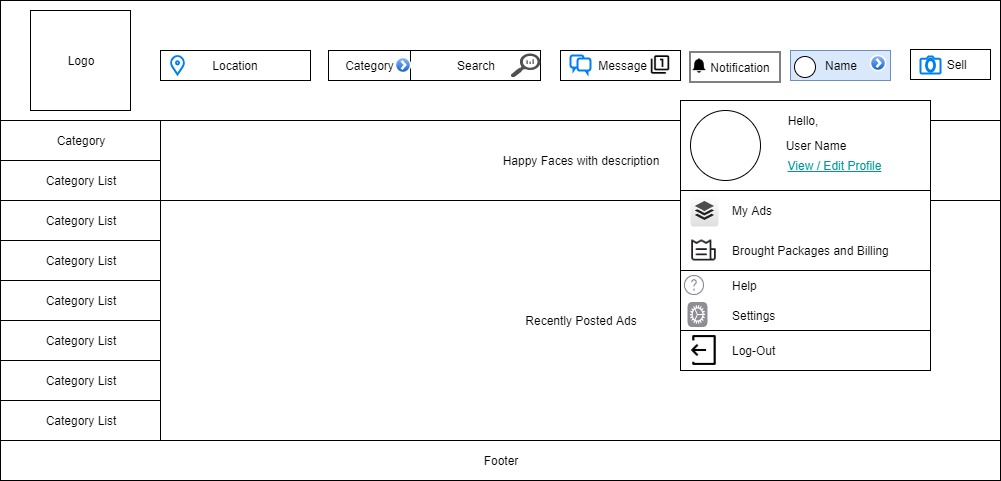 Logo
Location
Category
Search
Message
1
Notification
Name
Sell
Hello,
User Name
View / Edit Profile
My Ads
Brought Packages and Billing
?
Help
Settings
Log-Out
Category
Category List
Category List
Category List
Category List
Category List
Category List
Category List
Happy Faces with description
Recently Posted Ads
Footer